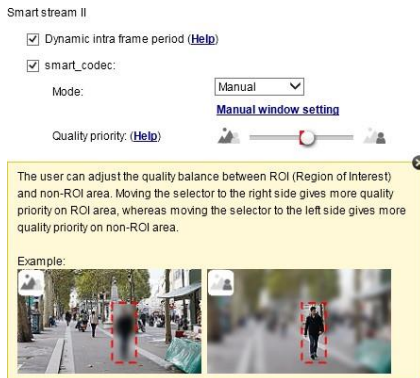 Smart stream II
Dynamic intra frame period (Help)
smart_codec:
Mode: Manual
Manual window setting
Quality priority: (Help)
The user can adjust the quality balance between ROI (Region of Interest)
and non-ROI area. Moving the selector to the right side gives more quality
priority on ROI area, whereas moving the selector to the left side gives more
quality priority on non-ROI area.
Example: